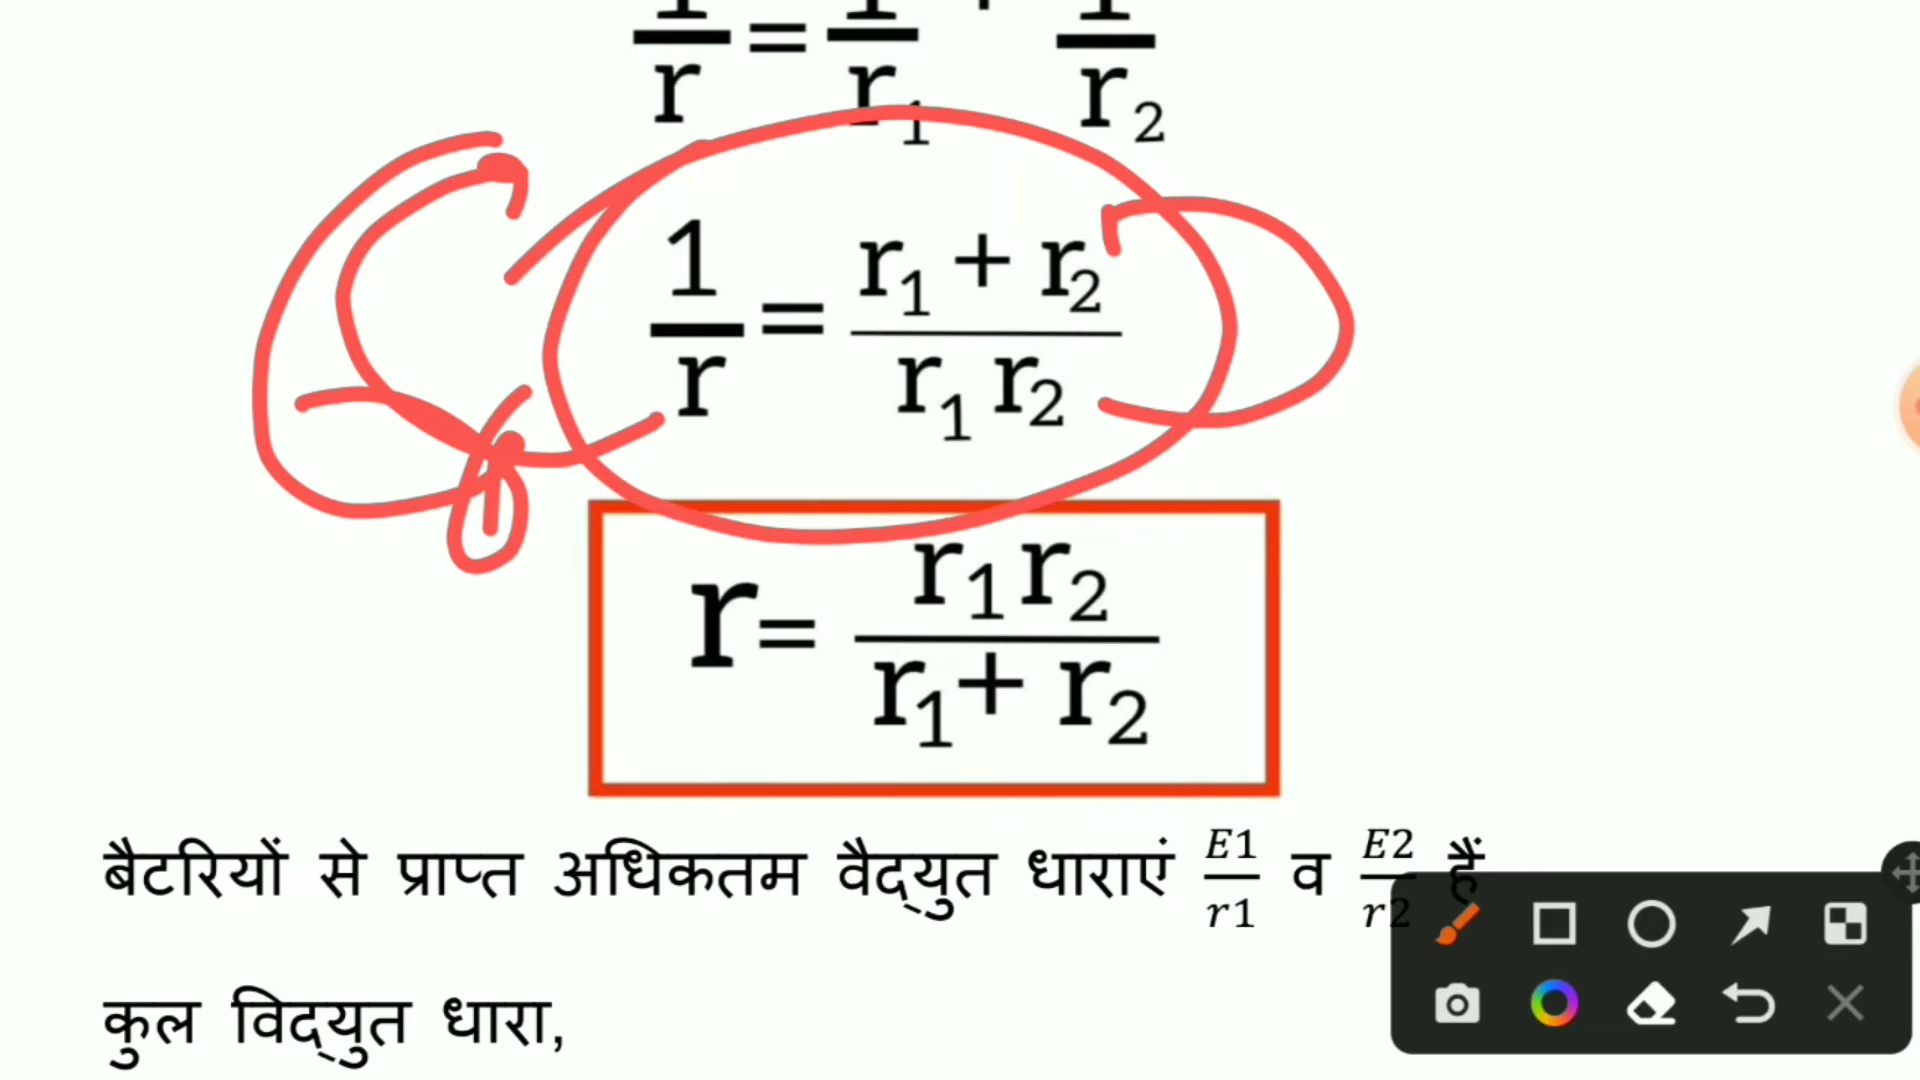 1/r = 1/r₁ + 1/r₂
1/r = (r₁ + r₂)/(r₁ r₂)
r = (r₁ r₂)/(r₁ + r₂)
बैटरियों से प्राप्त अधिकतम वैद्युत धाराएं E1/r1 व E2/r2 हैं
कुल विद्युत धारा,